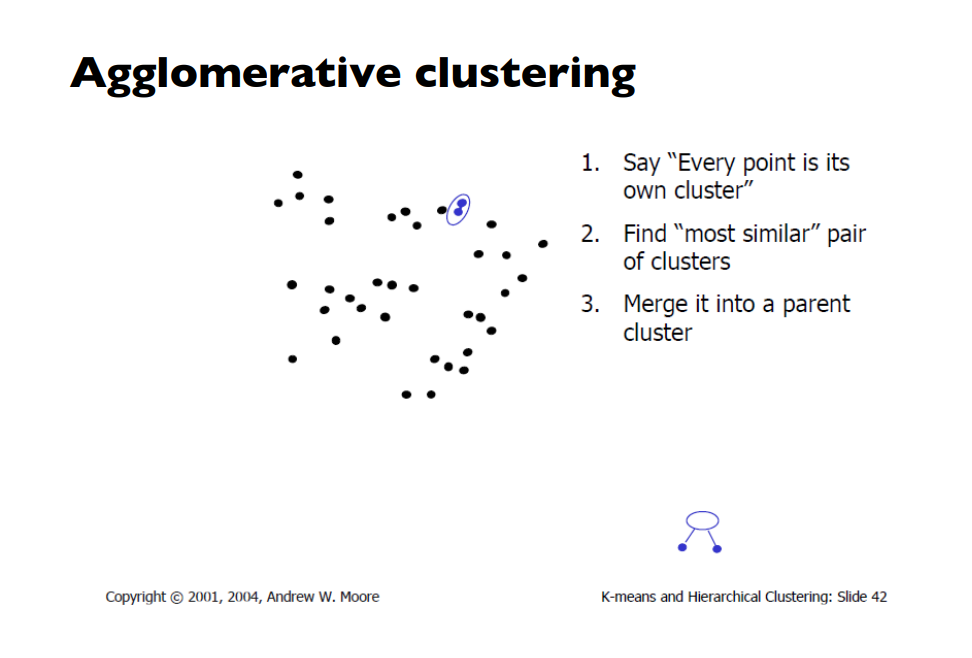 Agglomerative clustering
1. Say “Every point is its
own cluster”
2. Find “most similar” pair
of clusters
3. Merge it into a parent
cluster
Copyright © 2001, 2004, Andrew W. Moore
K-means and Hierarchical Clustering: Slide 42